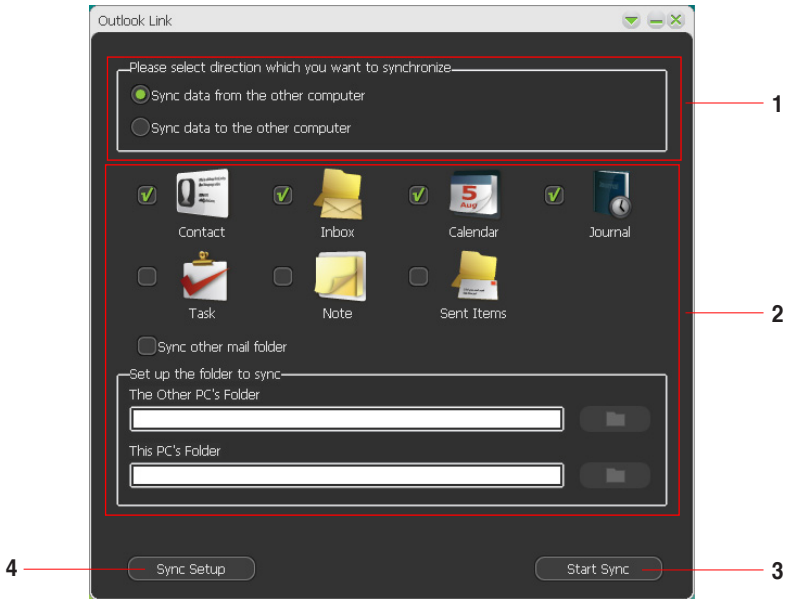 Outlook Link
Please select direction which you want to synchronize
Sync data from the other computer
Sync data to the other computer
1
Contact
Inbox
5
Aug
Calendar
Journal
Task
Note
Sent Items
2
Sync other mail folder
Set up the folder to sync
The Other PC's Folder
This PC's Folder
4
Sync Setup
Start Sync
3